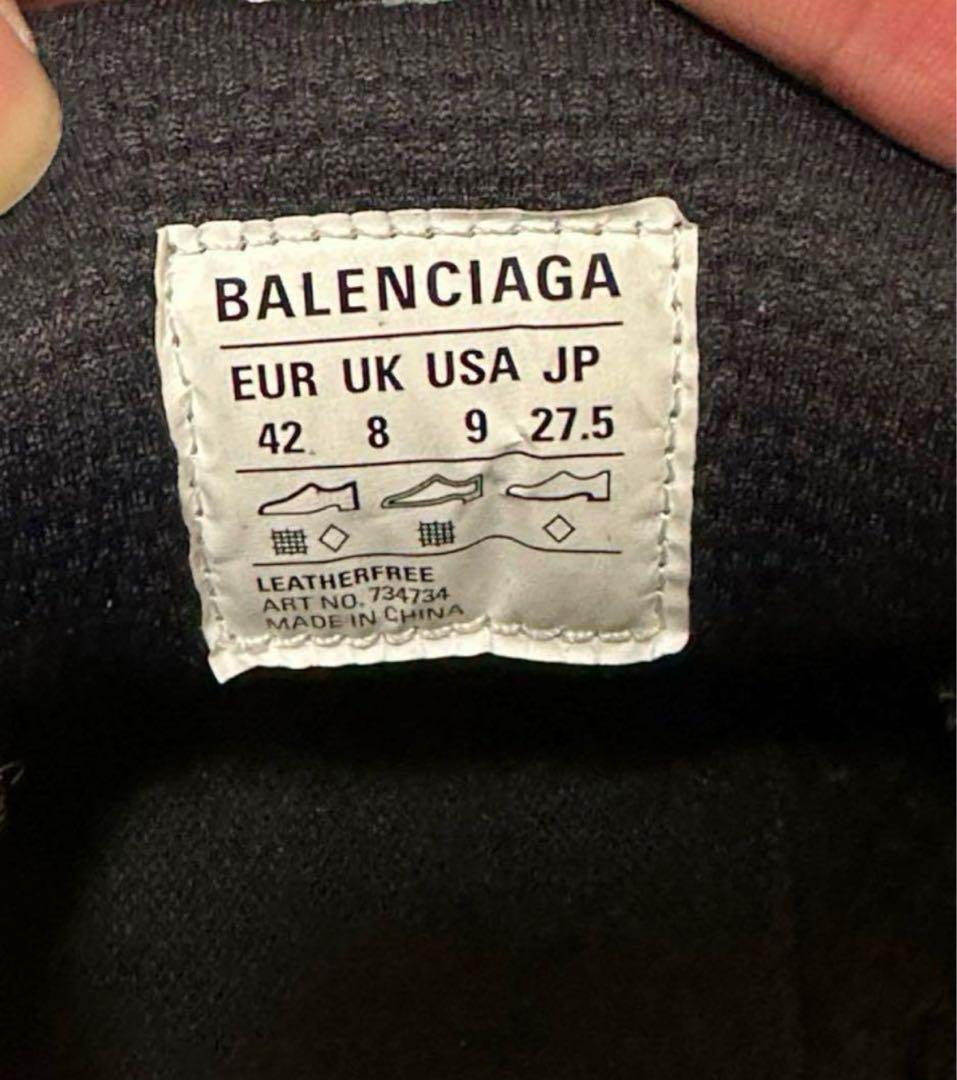 BALENCIAGA
EUR UK USA JP
42 8 9 27.5
LEATHERFREE
ART NO. 734734
MADE IN CHINA